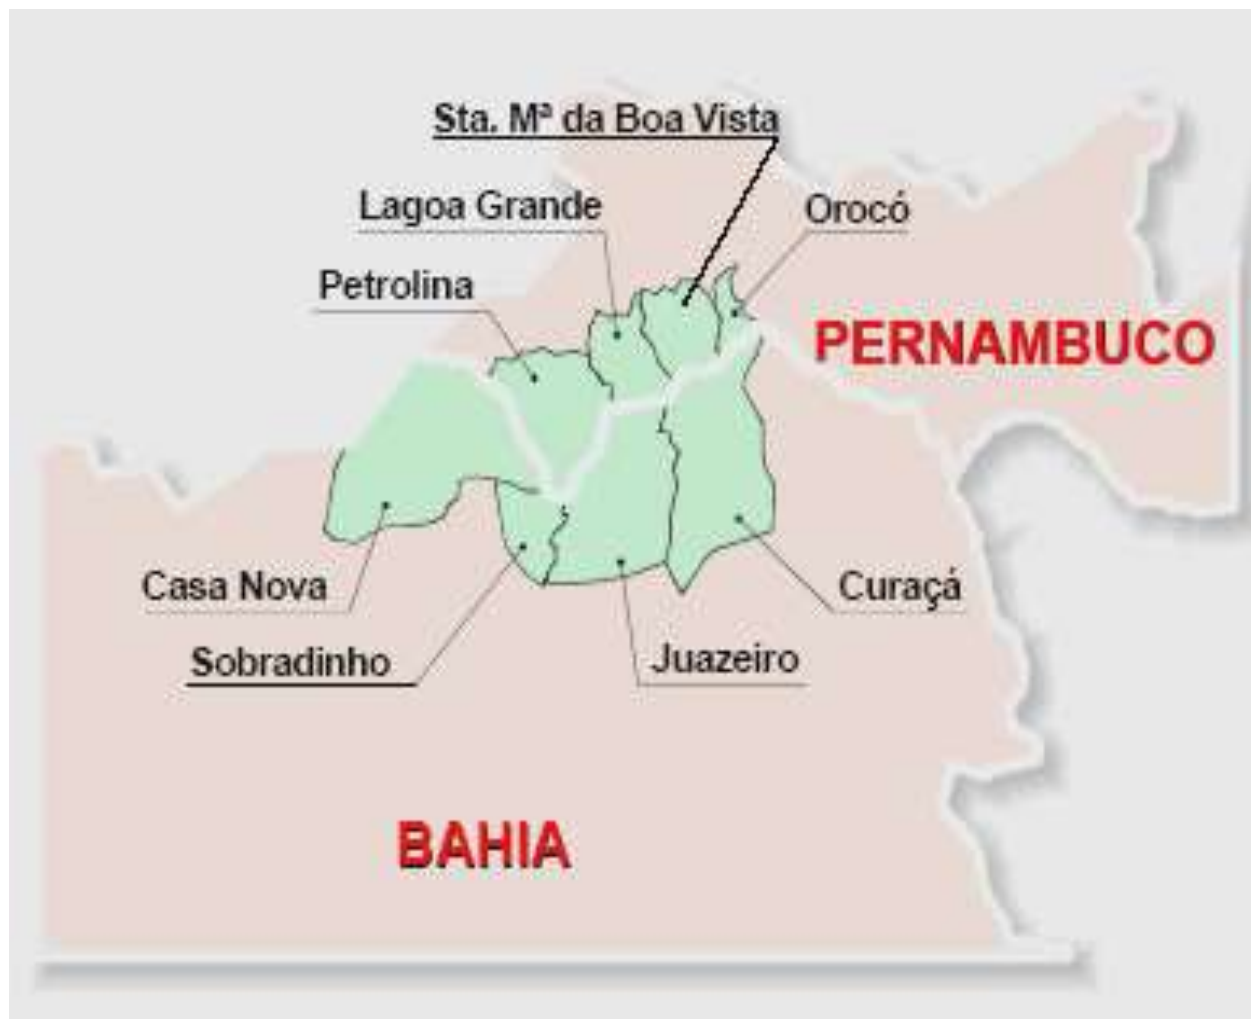 Sta. Mª da Boa Vista
Lagoa Grande
Orocó
Petrolina
PERNAMBUCO
Casa Nova
Curaçá
Sobradinho
Juazeiro
BAHIA